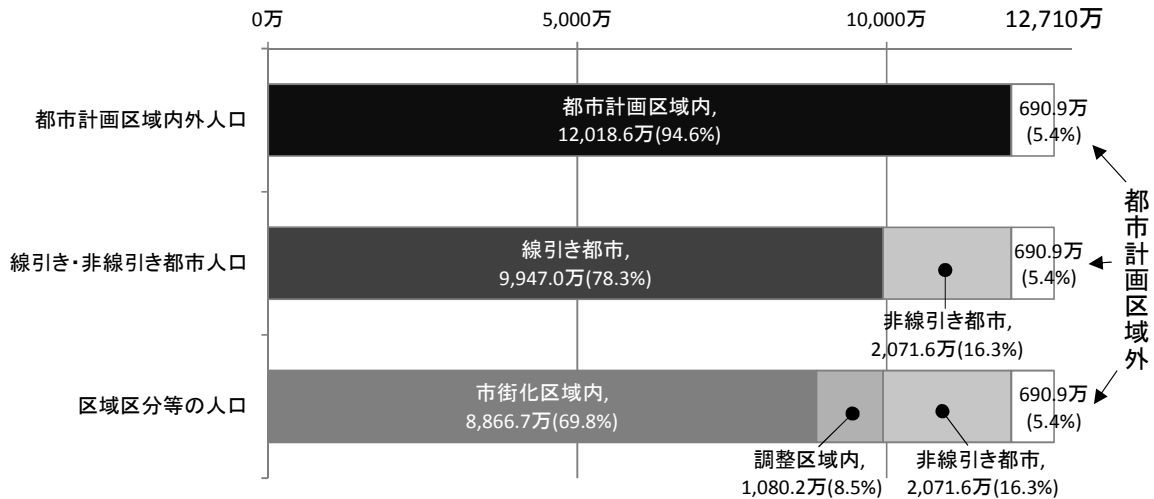 0万
5,000万
10,000万
12,710万
都市計画区域内外人口
都市計画区域内,
12,018.6万(94.6%)
690.9万
(5.4%)
線引き・非線引き都市人口
線引き都市,
9,947.0万(78.3%)
690.9万
(5.4%)
非線引き都市,
2,071.6万(16.3%)
区域区分等の人口
市街化区域内,
8,866.7万(69.8%)
690.9万
(5.4%)
調整区域内,
1,080.2万(8.5%)
非線引き都市,
2,071.6万(16.3%)
都市計画区域外